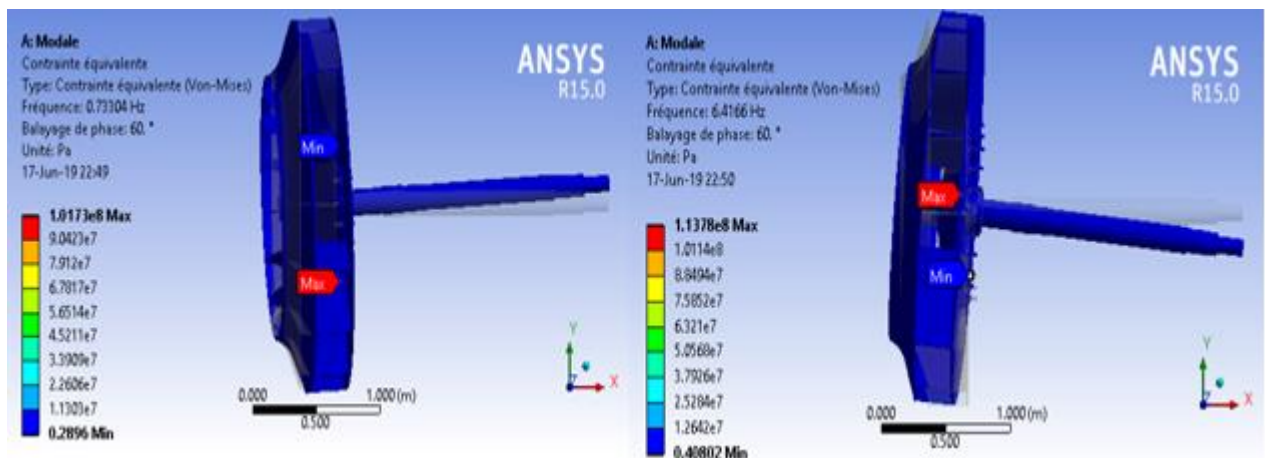 A: Modale
Contrainte équivalente
Type: Contrainte équivalente (Von-Mises)
Fréquence: 0.73304 Hz
Balayage de phase: 60. °
Unité: Pa
17-Jun-19 22:49
1.0173e8 Max
9.0423e7
7.912e7
6.7817e7
5.6514e7
4.5211e7
3.3909e7
2.2606e7
1.1303e7
0.2896 Min
Min
Max
ANSYS
R15.0
0.000
1.000 (m)
0.500
Y
Z
X
A: Modale
Contrainte équivalente
Type: Contrainte équivalente (Von-Mises)
Fréquence: 6.4166 Hz
Balayage de phase: 60. °
Unité: Pa
17-Jun-19 22:50
1.1378e8 Max
1.0114e8
8.8494e7
7.5852e7
6.321e7
5.0568e7
3.7926e7
2.5284e7
1.2642e7
0.40802 Min
Max
Min
ANSYS
R15.0
0.000
1.000 (m)
0.500
Y
Z
X